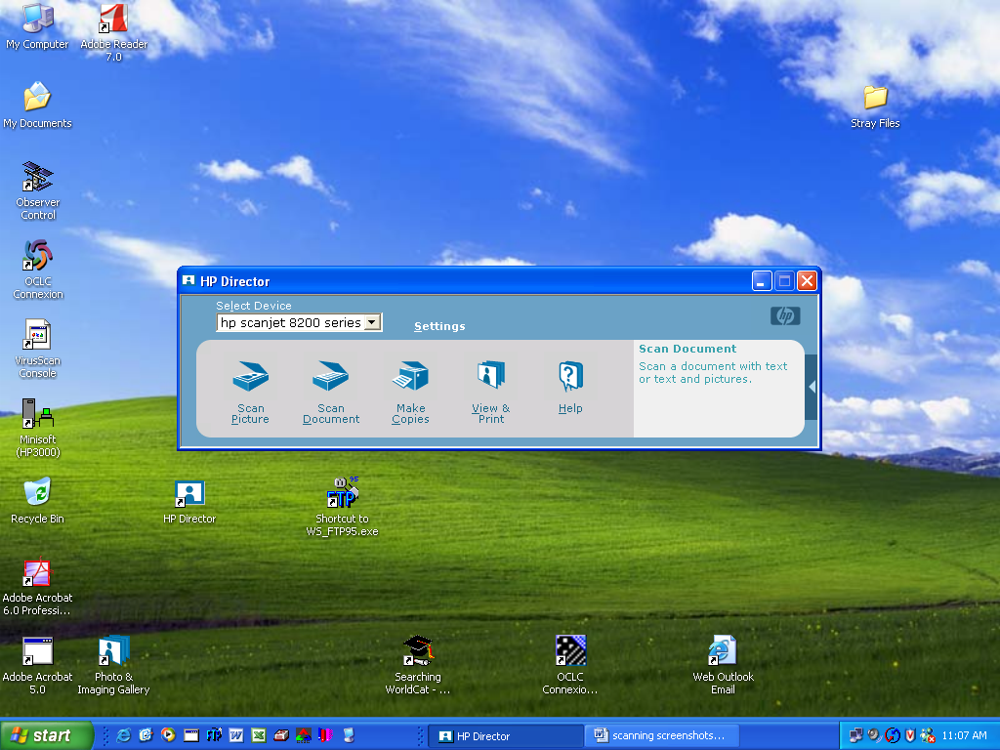 My Computer
Adobe Reader
7.0
My Documents
Stray Files
Observer
Control
OCLC
Connexion
VirusScan
Console
Minisoft
(HP3000)
Recycle Bin
HP Director
Shortcut to
WS_FTP95.exe
Adobe Acrobat
6.0 Professi...
Adobe Acrobat
5.0
Photo &
Imaging Gallery
Searching
WorldCat - ...
OCLC
Connexio...
Web Outlook
Email
HP Director
Select Device
hp scanjet 8200 series
Settings
hp
Scan
Picture
Scan
Document
Make
Copies
View &
Print
Help
Scan Document
Scan a document with text
or text and pictures.
95
FTP
start
HP Director
scanning screenshots...
11:07 AM